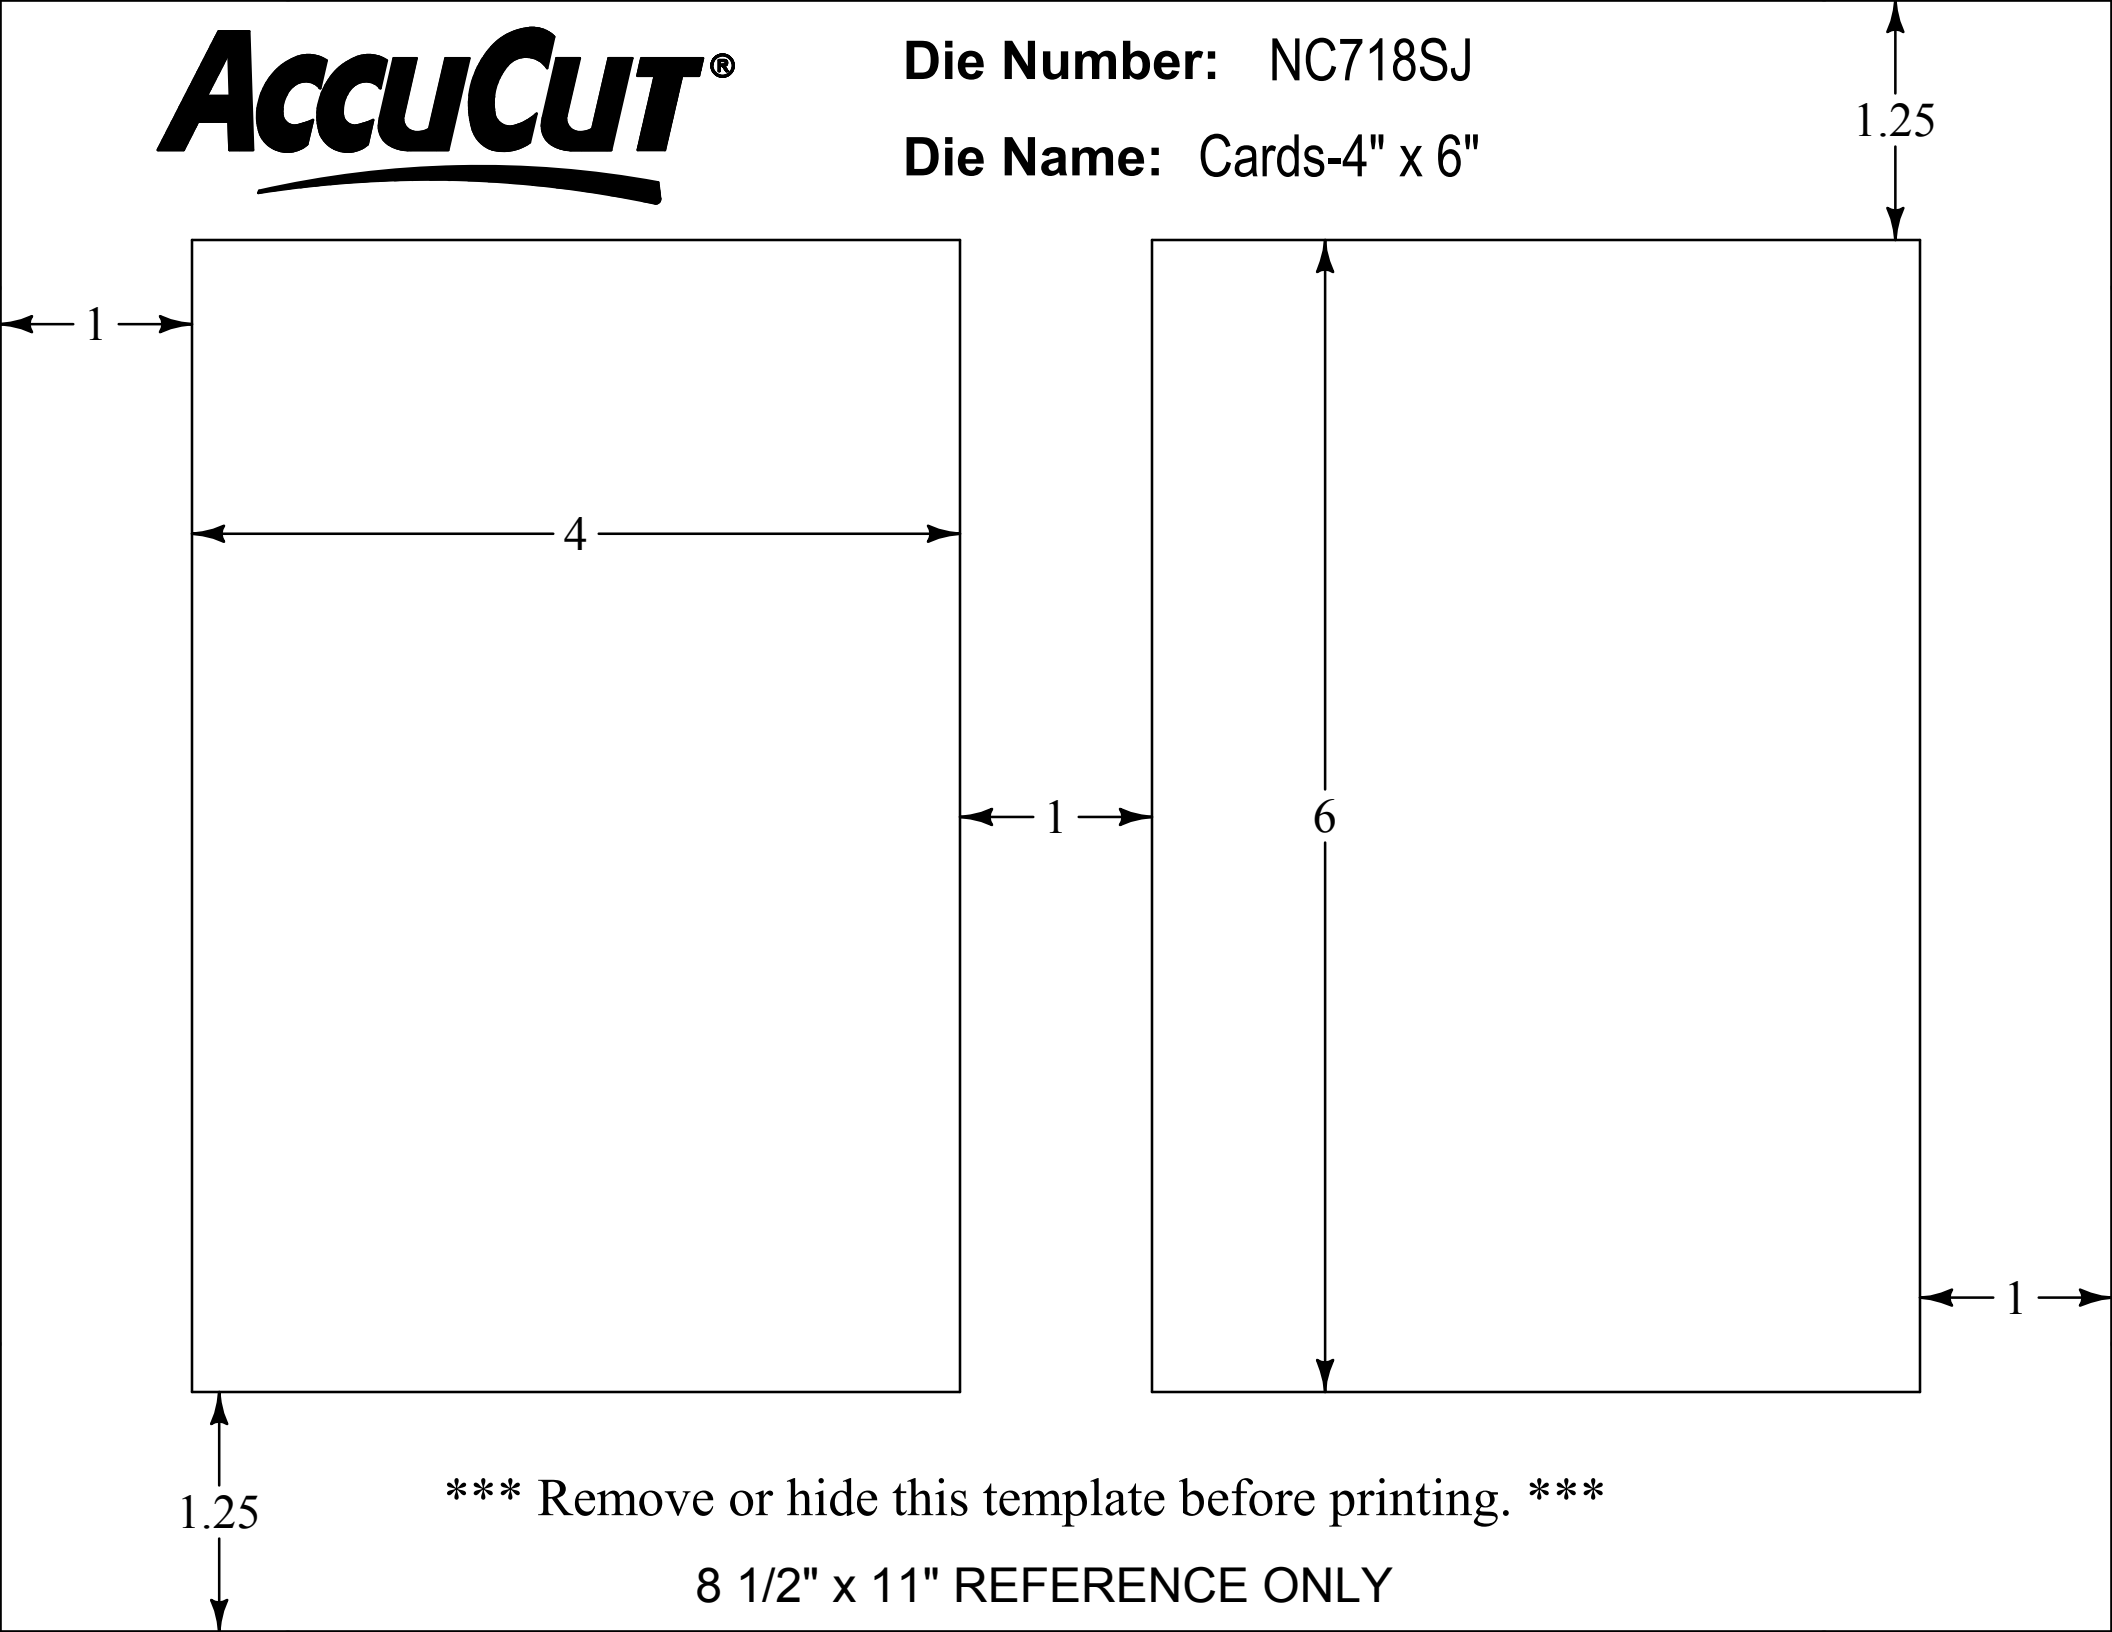 ACCUCUT®
Die Number: NC718SJ
Die Name: Cards-4" x 6"
1.25
1
4
1
6
1
1.25
*** Remove or hide this template before printing. ***
8 1/2" x 11" REFERENCE ONLY